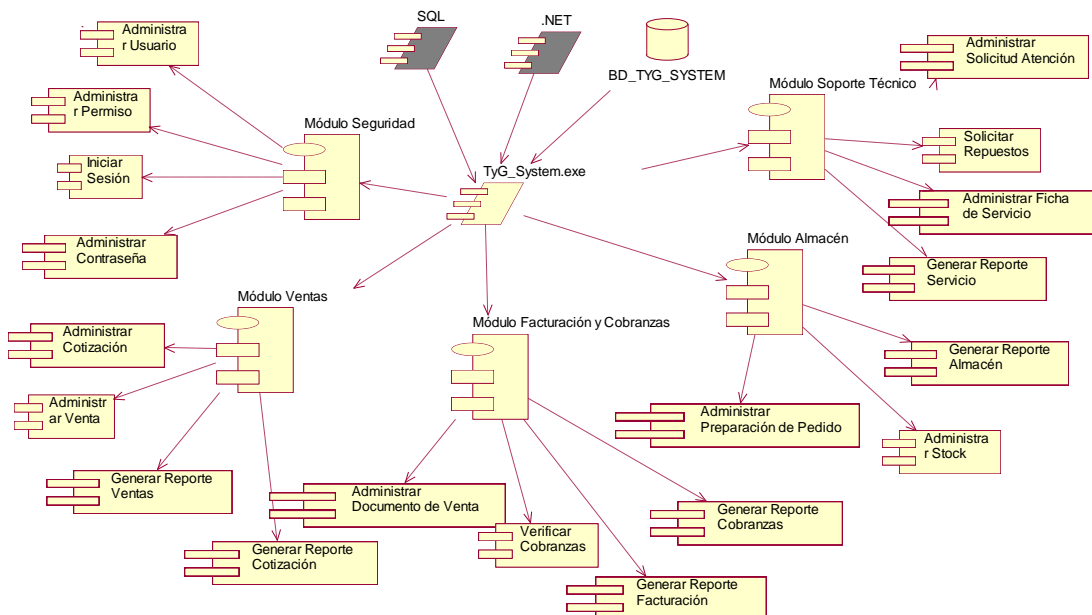 SQL
.NET
BD_TYG_SYSTEM
TyG_System.exe
Módulo Seguridad
Administra
r Usuario
Administra
r Permiso
Iniciar
Sesión
Administrar
Contraseña
Módulo Soporte Técnico
Administrar
Solicitud Atención
Solicitar
Repuestos
Administrar Ficha
de Servicio
Generar Reporte
Servicio
Módulo Almacén
Generar Reporte
Almacén
Administra
r Stock
Administrar
Preparación de Pedido
Módulo Ventas
Administrar
Cotización
Administr
ar Venta
Generar Reporte
Ventas
Generar Reporte
Cotización
Módulo Facturación y Cobranzas
Administrar
Documento de Venta
Verificar
Cobranzas
Generar Reporte
Cobranzas
Generar Reporte
Facturación